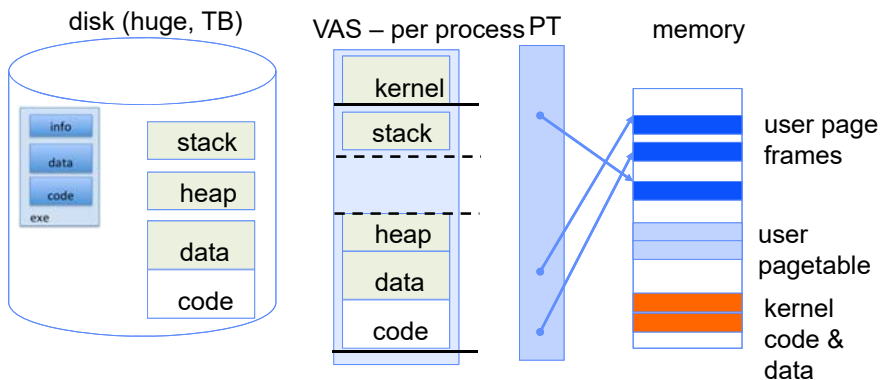 disk (huge, TB)
VAS – per process
PT
memory
info
data
code
exe
stack
heap
data
code
kernel
stack
heap
data
code
user page
frames
user
pagetable
kernel
code &
data